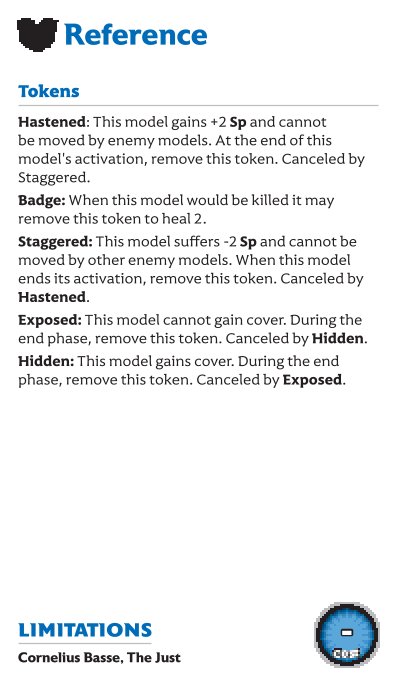 Reference
Tokens
Hastened: This model gains +2 Sp and cannot
be moved by enemy models. At the end of this
model's activation, remove this token. Canceled by
Staggered.
Badge: When this model would be killed it may
remove this token to heal 2.
Staggered: This model suffers -2 Sp and cannot be
moved by other enemy models. When this model
ends its activation, remove this token. Canceled by
Hastened.
Exposed: This model cannot gain cover. During the
end phase, remove this token. Canceled by Hidden.
Hidden: This model gains cover. During the end
phase, remove this token. Canceled by Exposed.
LIMITATIONS
Cornelius Basse, The Just